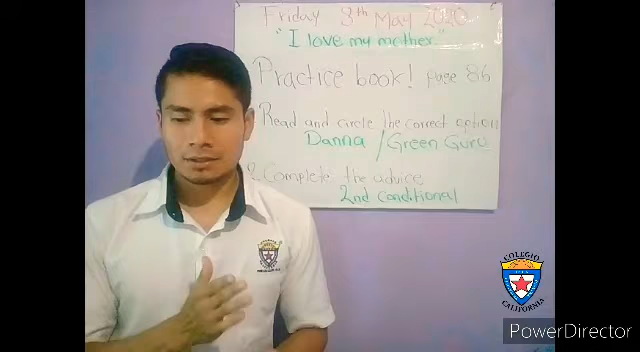 Friday 8th May 2020
"I love my mother"
Practice book! page 86
Read and circle the correct option
Danna / Green Guru
2. Complete the advice
2nd conditional
COLEGIO
CALIFORNIA
PowerDirector